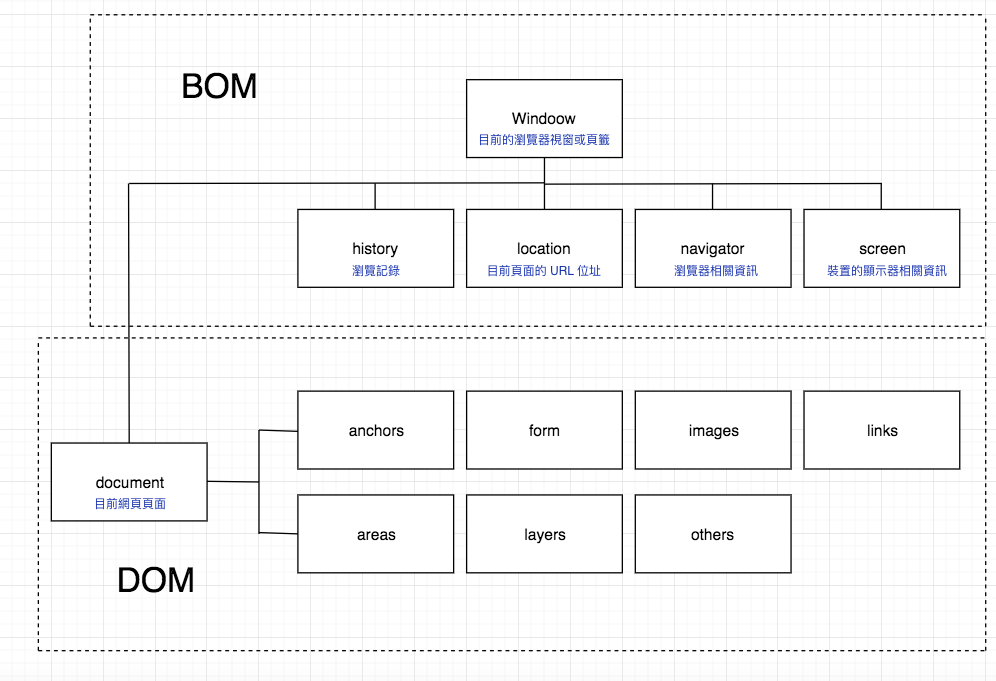 BOM
Windoow
目前的瀏覽器視窗或頁籤
history
瀏覽記錄
location
目前頁面的 URL 位址
navigator
瀏覽器相關資訊
screen
裝置的顯示器相關資訊
anchors
form
images
links
document
目前網頁頁面
areas
layers
others
DOM